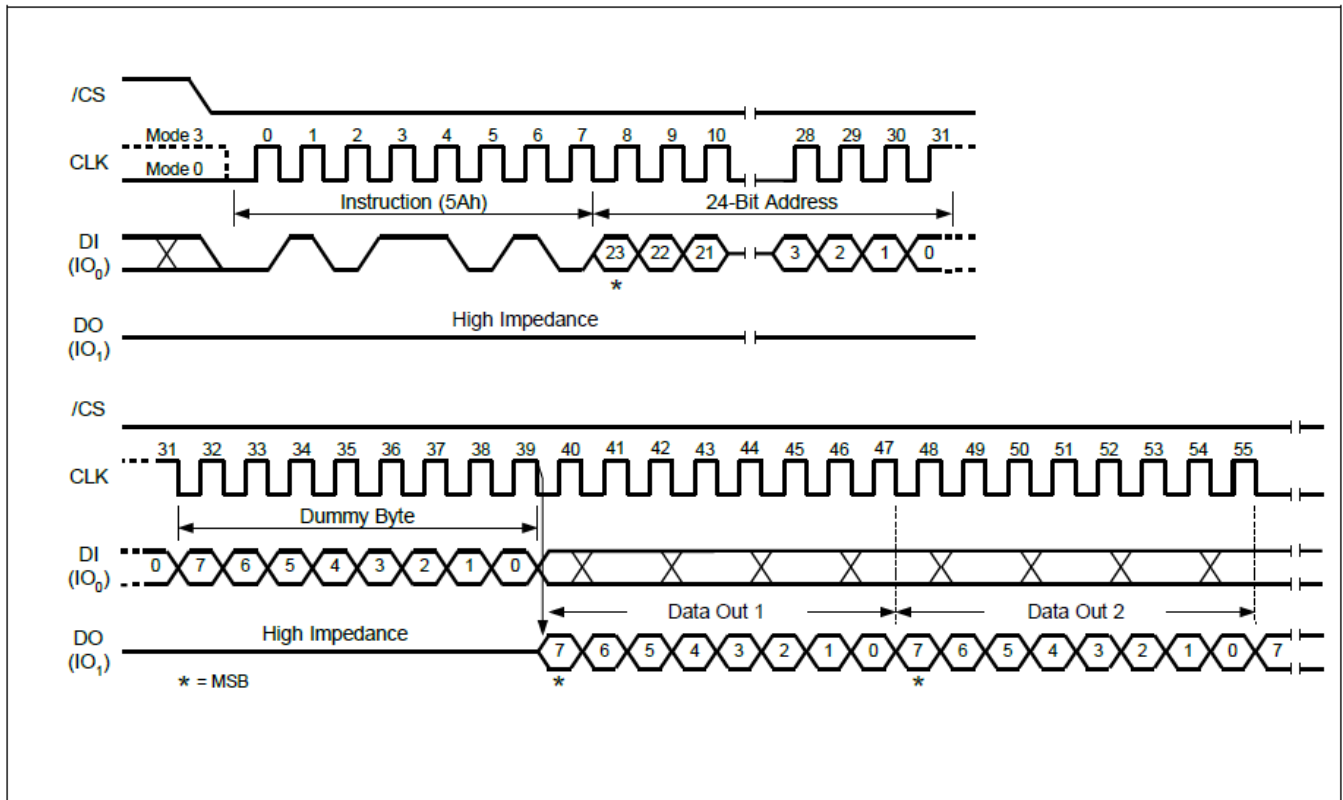 /CS
Mode 3 0 1 2 3 4 5 6 7 8 9 10 28 29 30 31
CLK
Mode 0
Instruction (5Ah) 24-Bit Address
DI
(IO0) 23 22 21 3 2 1 0
*
High Impedance
DO
(IO1)
/CS
31 32 33 34 35 36 37 38 39 40 41 42 43 44 45 46 47 48 49 50 51 52 53 54 55
CLK
Dummy Byte
DI
(IO0) 0 7 6 5 4 3 2 1 0
Data Out 1 Data Out 2
High Impedance
DO
(IO1) 7 6 5 4 3 2 1 0 7 6 5 4 3 2 1 0 7
* = MSB * *